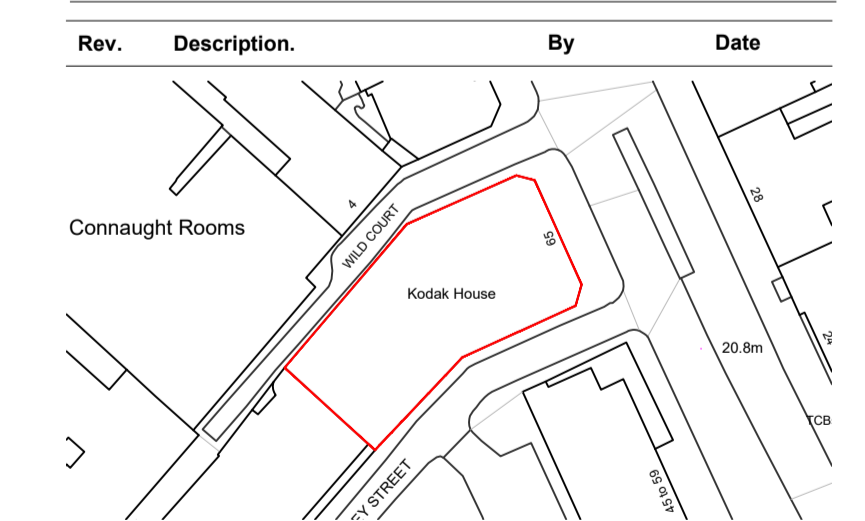 Rev. Description. By Date
4
28
Connaught Rooms
WILD COURT
65
Kodak House
20.8m
24
TCB
EY STREET
45 to 59